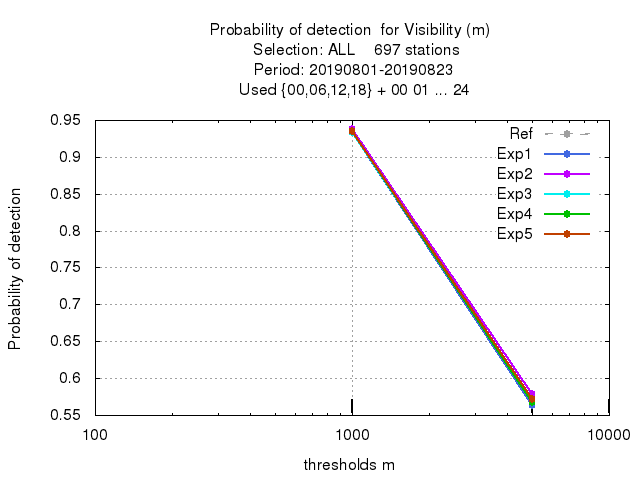 Probability of detection  for Visibility (m)
Selection: ALL    697 stations
Period: 20190801-20190823
Used {00,06,12,18} + 00 01 ... 24
Probability of detection
0.95
0.9
0.85
0.8
0.75
0.7
0.65
0.6
0.55
Ref
Exp1
Exp2
Exp3
Exp4
Exp5
100
1000
10000
thresholds m